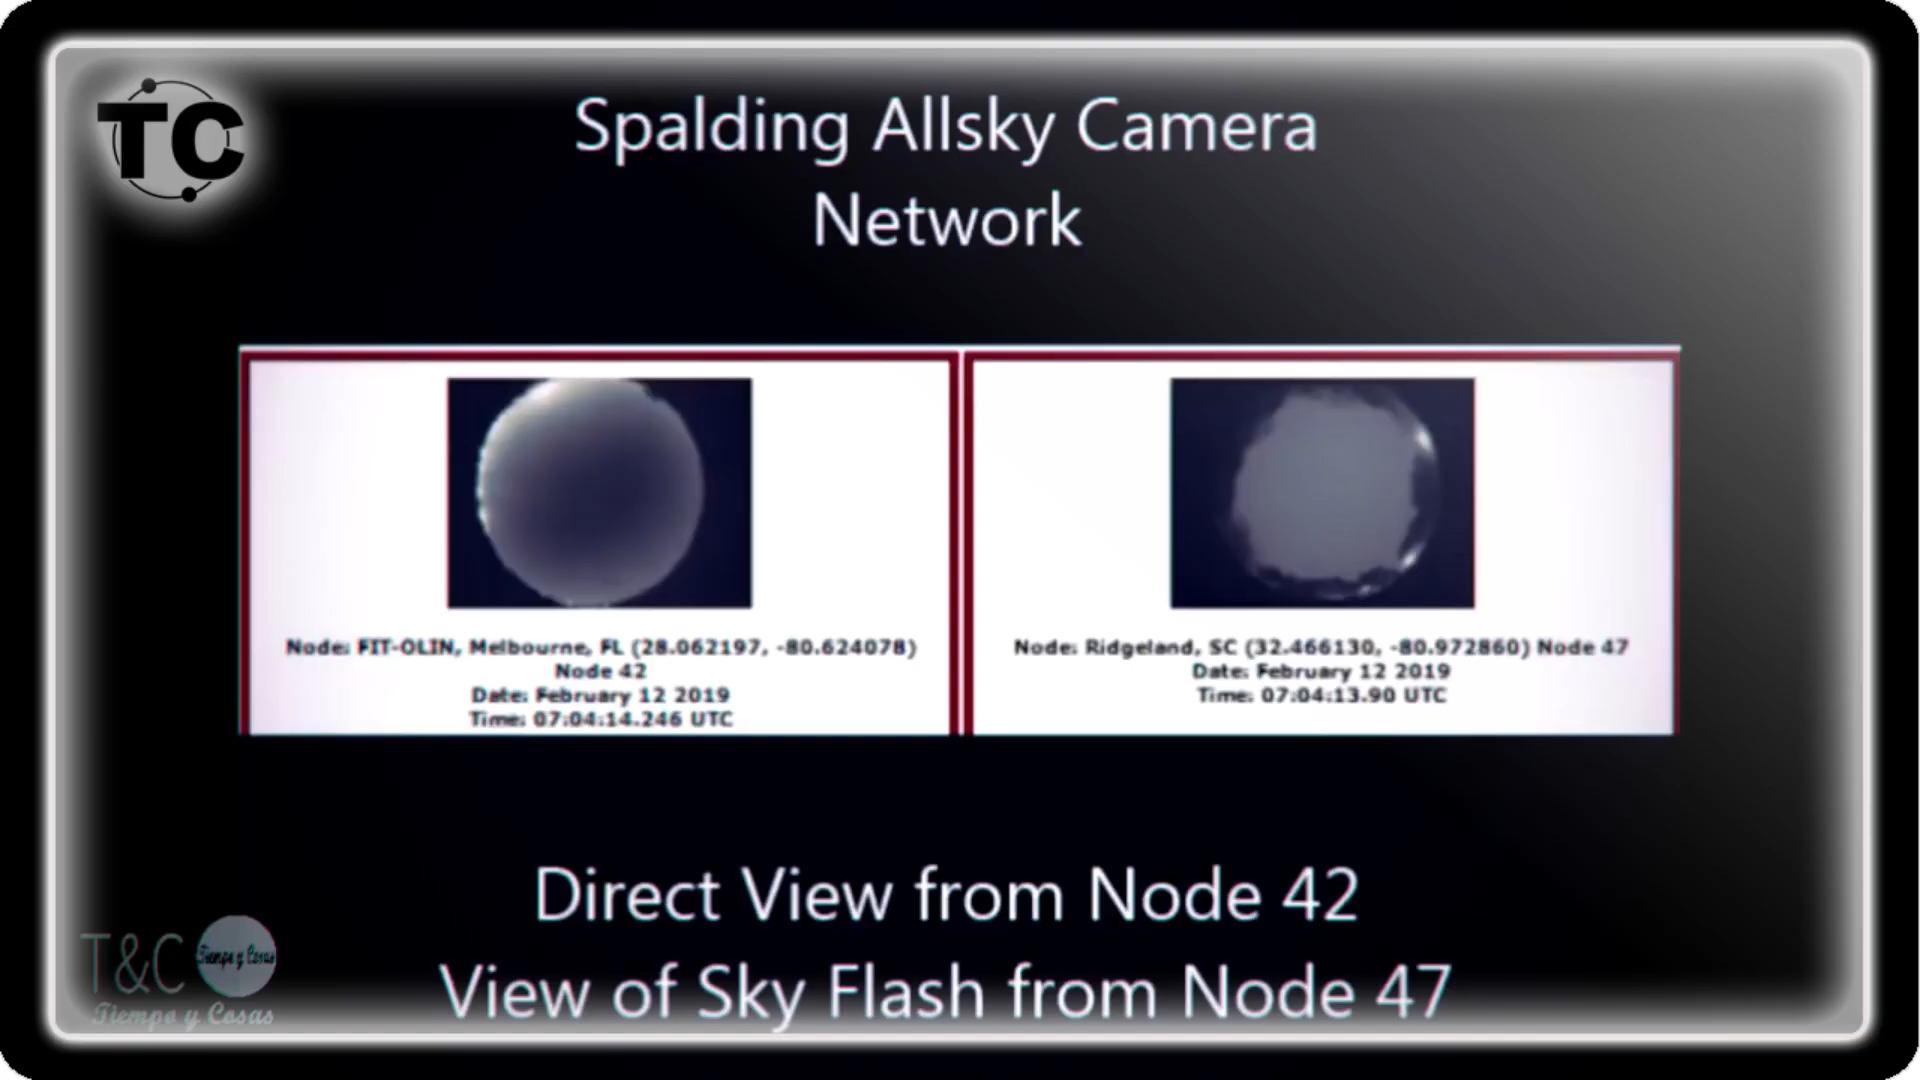 TC
Spalding Allsky Camera
Network
Node: FIT-OLIN, Melbourne, FL (28.062197, -80.624078)
Node 42
Date: February 12 2019
Time: 07:04:14.246 UTC
Node: Ridgeland, SC (32.466130, -80.972860) Node 47
Date: February 12 2019
Time: 07:04:13.90 UTC
Direct View from Node 42
View of Sky Flash from Node 47
T&C
Tiempo y Cosas
Tiempo y Cosas